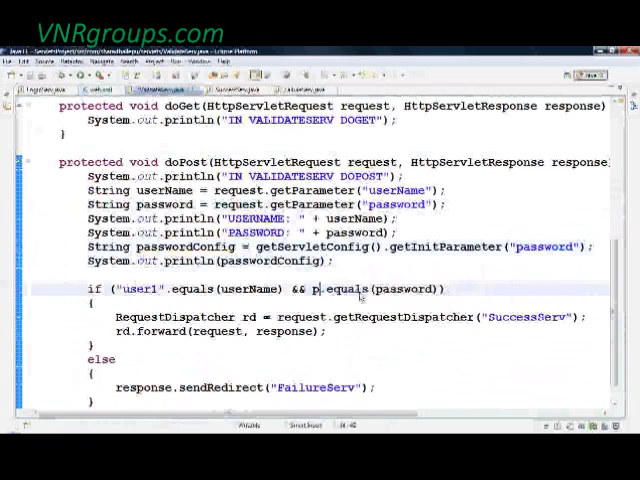 VNRgroups.com
protected void doGet(HttpServletRequest request, HttpServletResponse response)
System.out.println("IN VALIDATESERV DOGET");
}
protected void doPost(HttpServletRequest request, HttpServletResponse response
System.out.println("IN VALIDATESERV DOPOST");
String userName = request.getParameter("userName");
String password = request.getParameter("password");
System.out.println("USERNAME: " + userName);
System.out.println("PASSWORD: " + password);
String passwordConfig = getServletConfig().getInitParameter("password");
System.out.println(passwordConfig);
if ("user1".equals(userName) && p.equals(password))
{
RequestDispatcher rd = request.getRequestDispatcher("SuccessServ");
rd.forward(request, response);
}
else
{
response.sendRedirect("FailureServ");
}
Writable Smart Insert